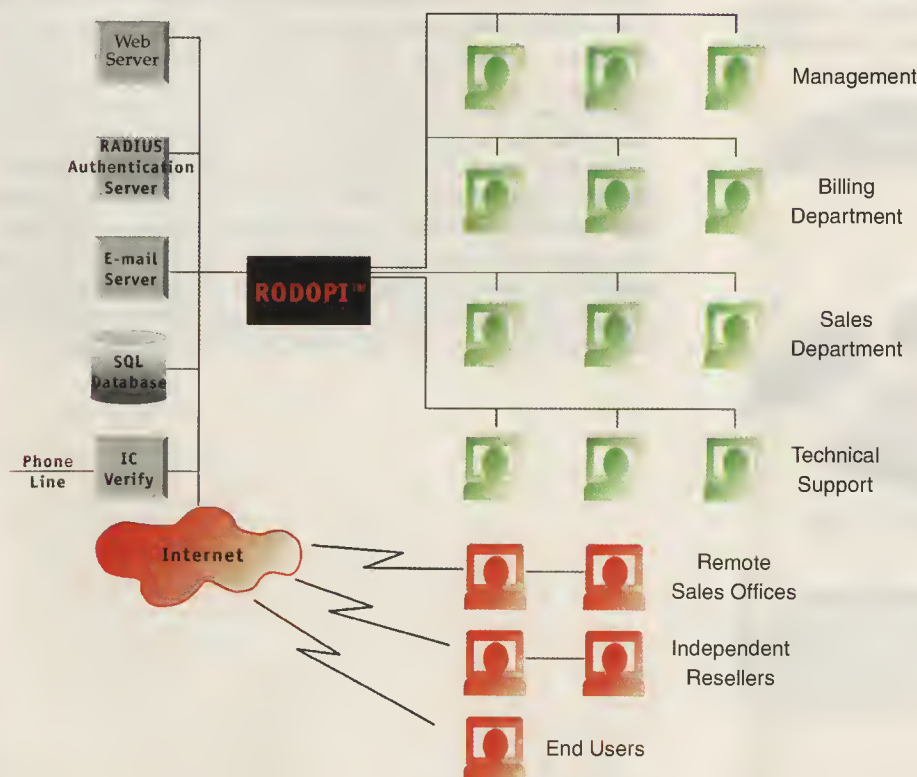 Web
Server
RADIUS
Authentication
Server
E-mail
Server
SQL
Database
Phone
Line
IC
Verify
Internet
RODOPI™
Management
Billing
Department
Sales
Department
Technical
Support
Remote
Sales Offices
Independent
Resellers
End Users